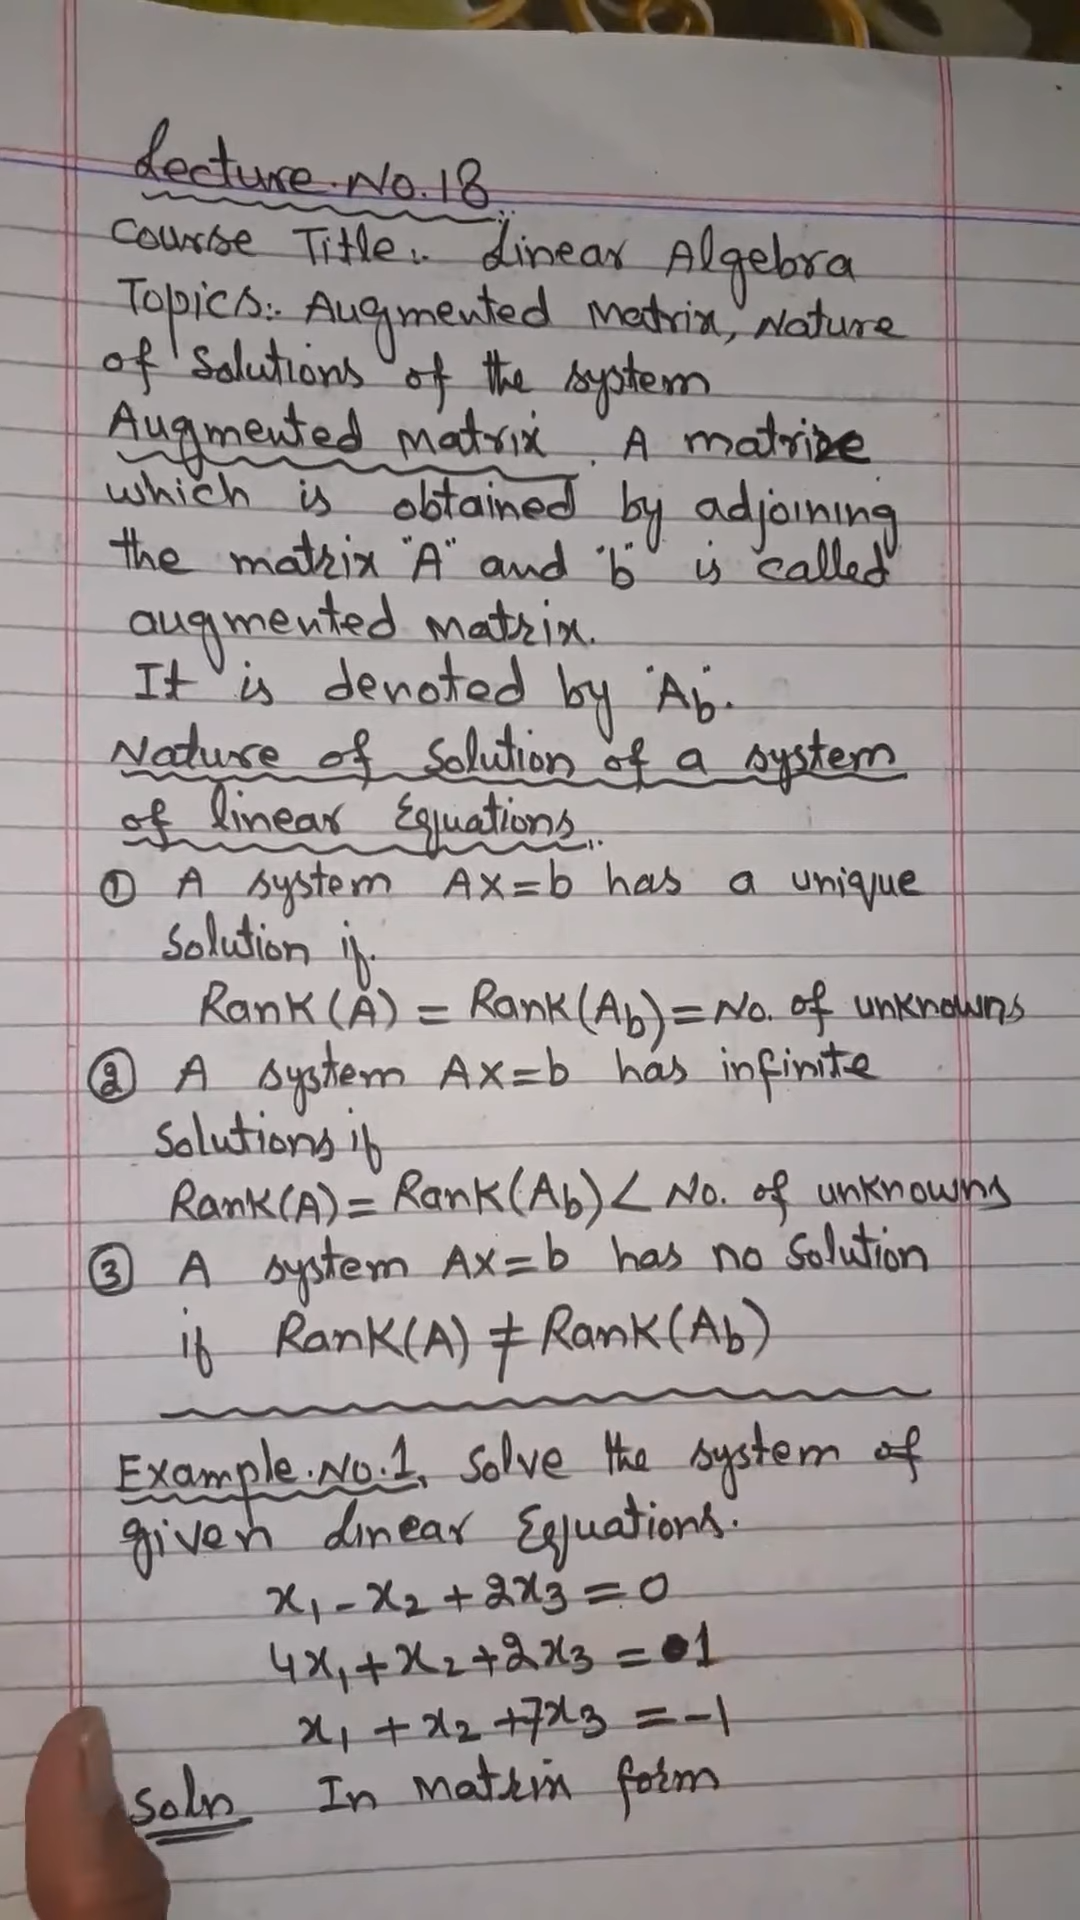 Lecture.No.18
Course Title:. Linear Algebra
Topics:. Augmented Matrix, Nature
of Solutions of the system
Augmented Matrix. A matrixe
which is obtained by adjoining
the matrix "A" and "b" is called
augmented matrix.
It is denoted by "Ab".
Nature of Solution of a system
of linear Equations..
① A system AX=b has a unique
Solution if.
Rank(A) = Rank(Ab) = No. of unknowns
② A system AX=b has infinite
Solutions if
Rank(A) = Rank(Ab) < No. of unknowns
③ A system AX=b has no Solution
if Rank(A) ≠ Rank(Ab)
Example.No.1. Solve the system of
given Linear Equations.
x₁ - x₂ + 2x₃ = 0
4x₁ + x₂ + 2x₃ = 1
x₁ + x₂ + 7x₃ = -1
Soln In Matrix form